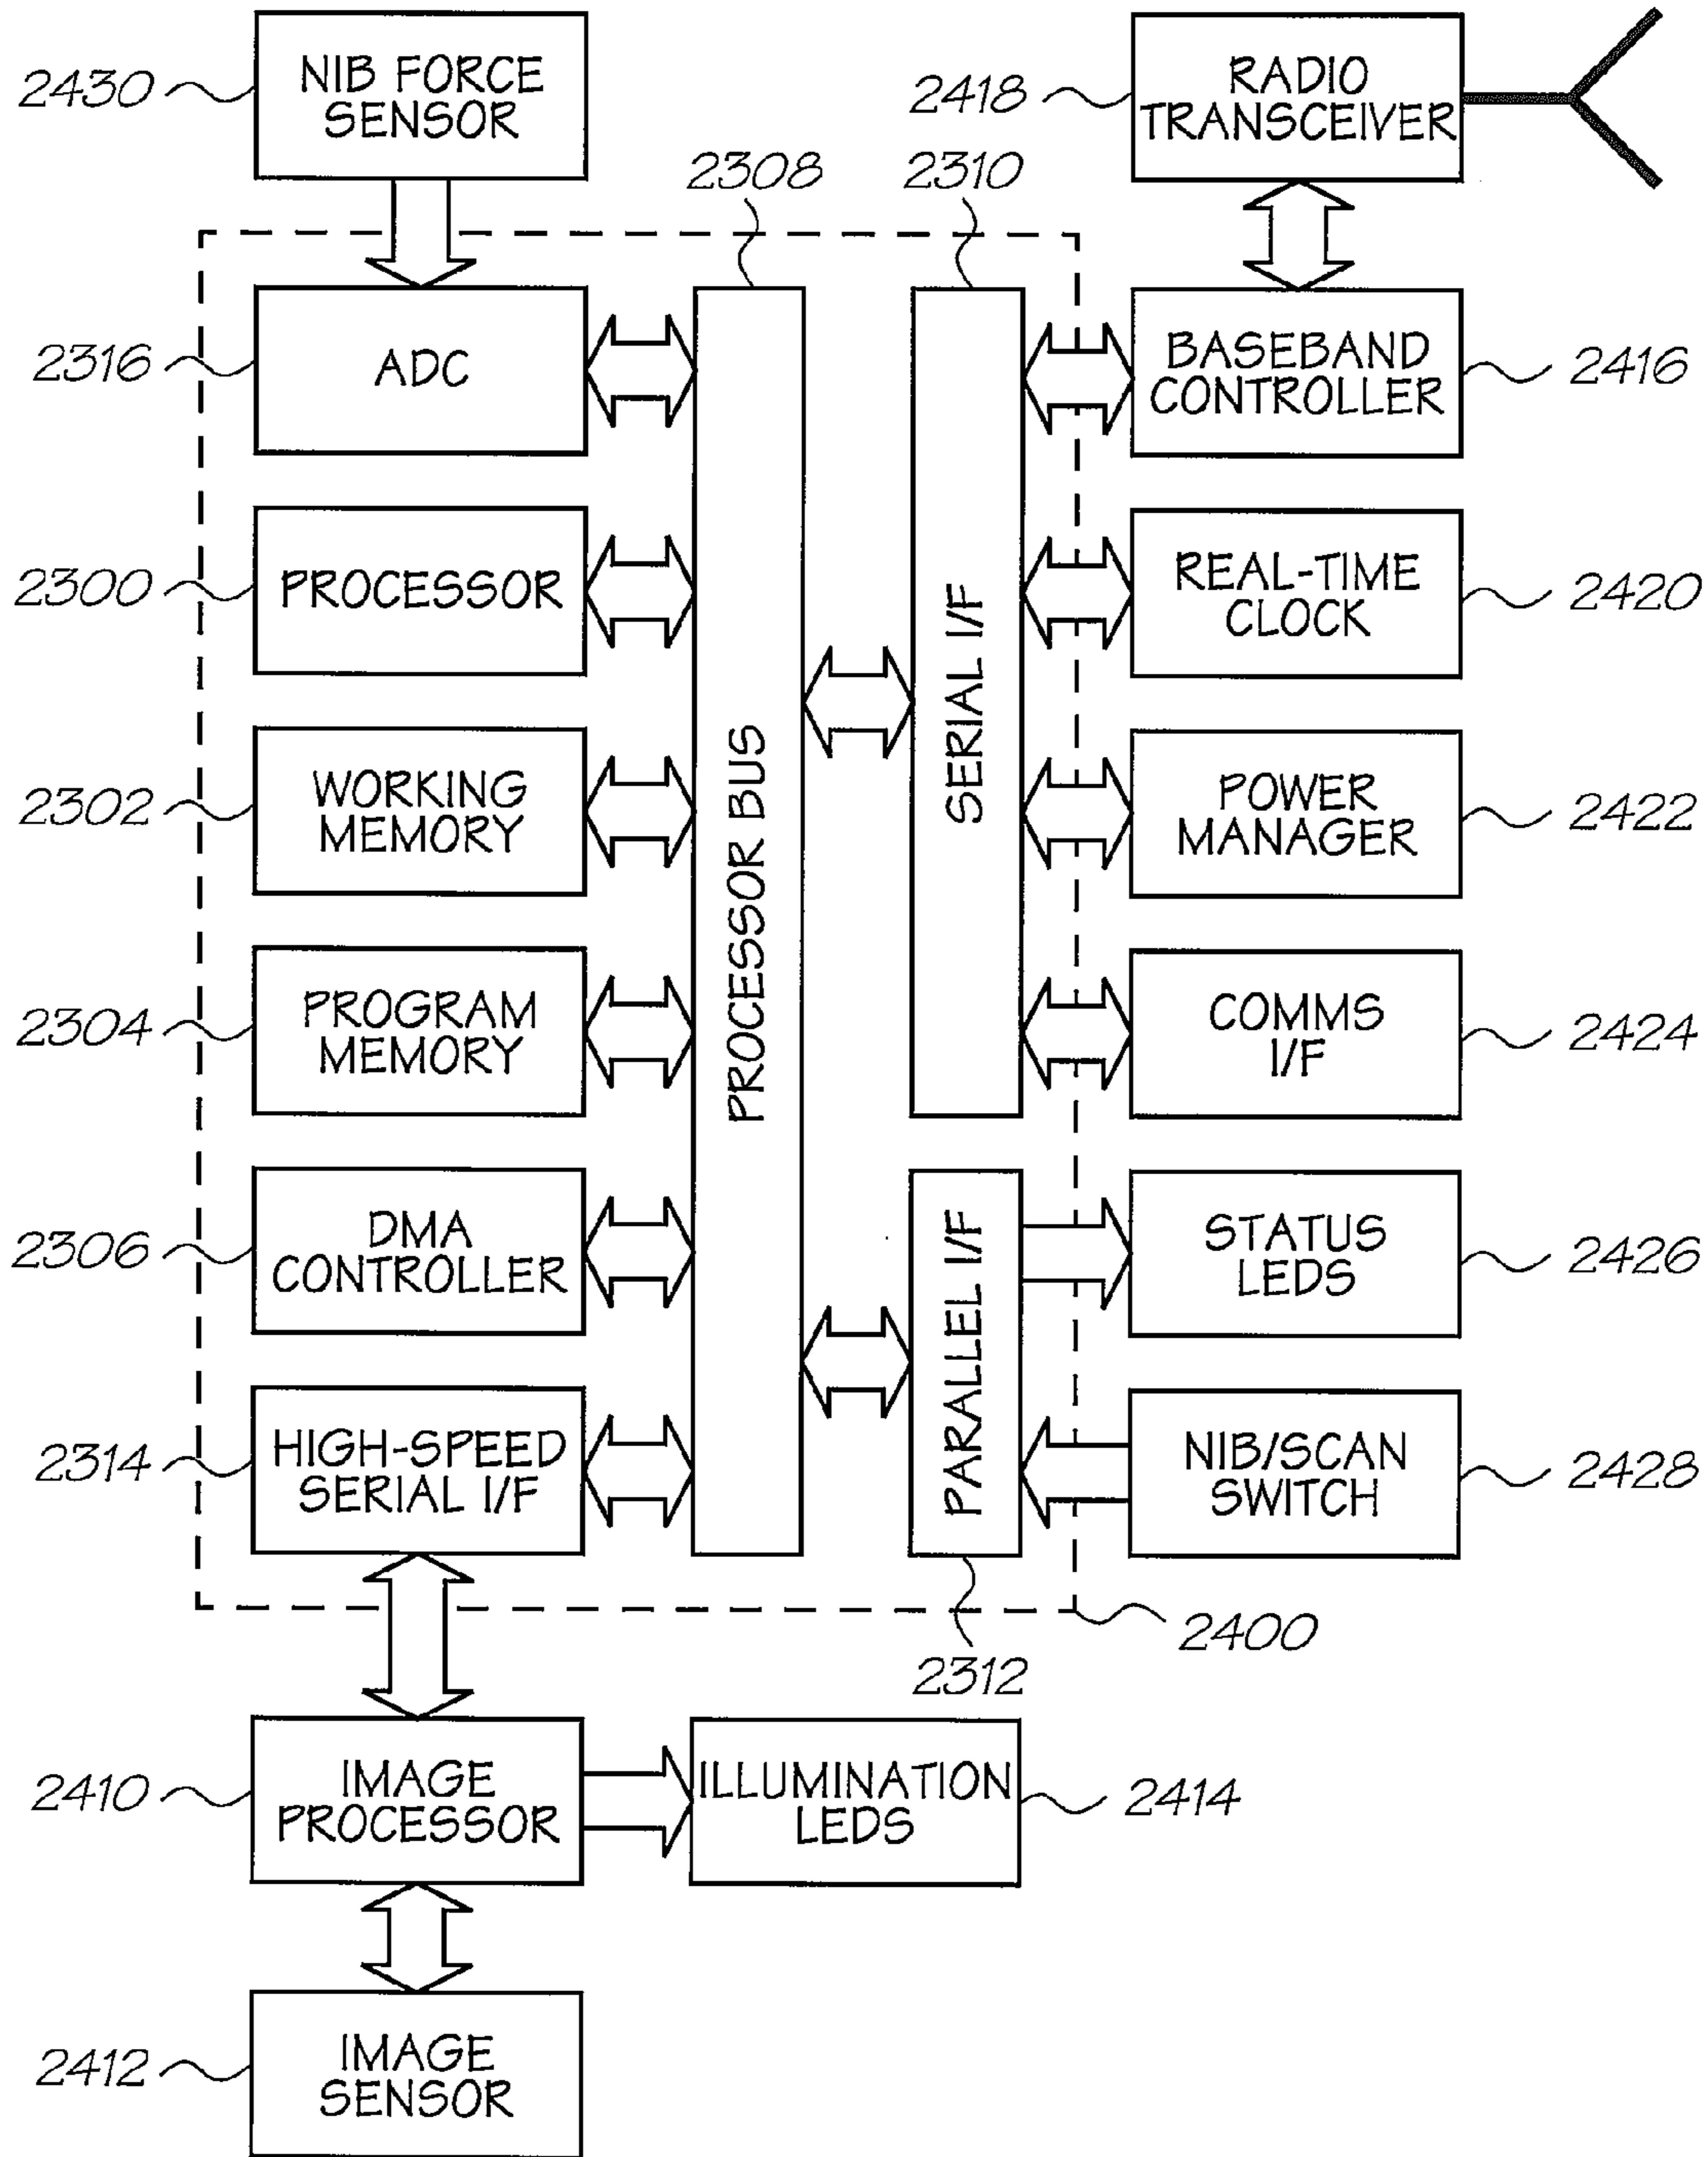 2430
NIB FORCE
SENSOR
2418
RADIO
TRANSCEIVER
2308
2310
2316
ADC
BASEBAND
CONTROLLER
2416
2300
PROCESSOR
REAL-TIME
CLOCK
2420
2302
WORKING
MEMORY
PROCESSOR BUS
SERIAL I/F
POWER
MANAGER
2422
2304
PROGRAM
MEMORY
COMMS
I/F
2424
2306
DMA
CONTROLLER
PARALLEL I/F
STATUS
LEDS
2426
2314
HIGH-SPEED
SERIAL I/F
NIB/SCAN
SWITCH
2428
2400
2312
2410
IMAGE
PROCESSOR
ILLUMINATION
LEDS
2414
2412
IMAGE
SENSOR